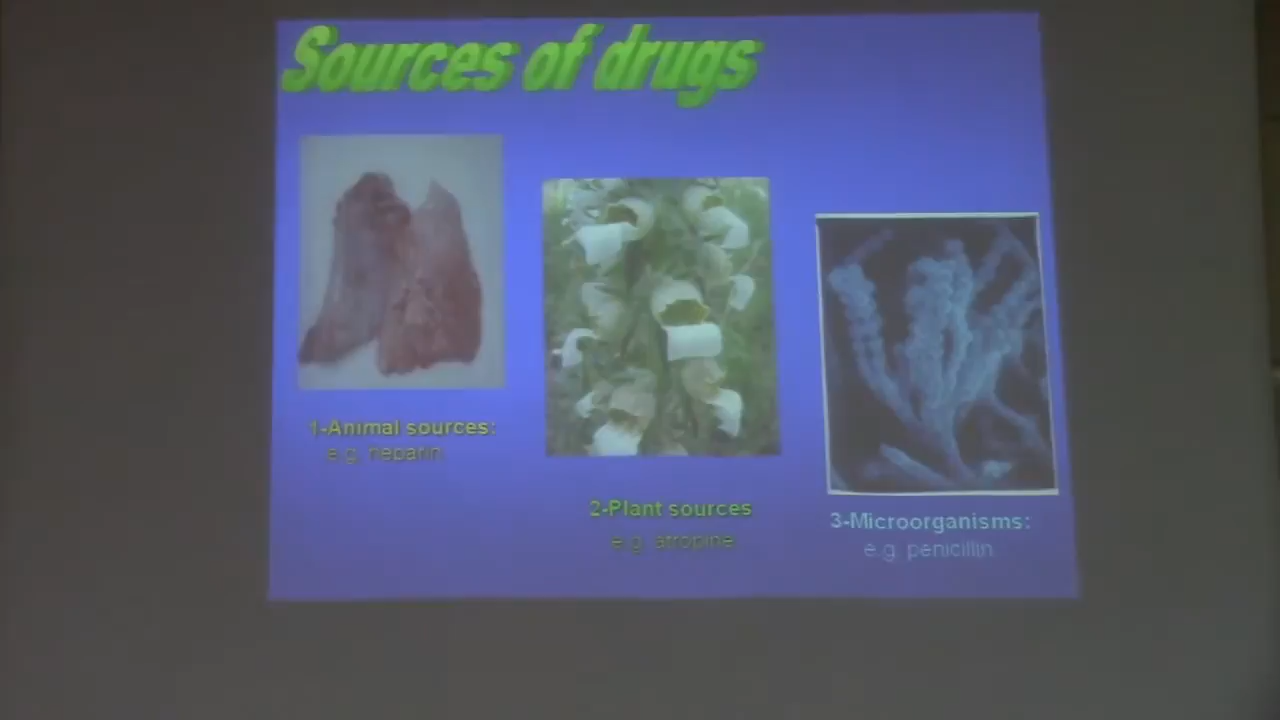 Sources of drugs
1-Animal sources:
e.g. heparin
2-Plant sources
e.g. atropine
3-Microorganisms:
e.g. penicillin